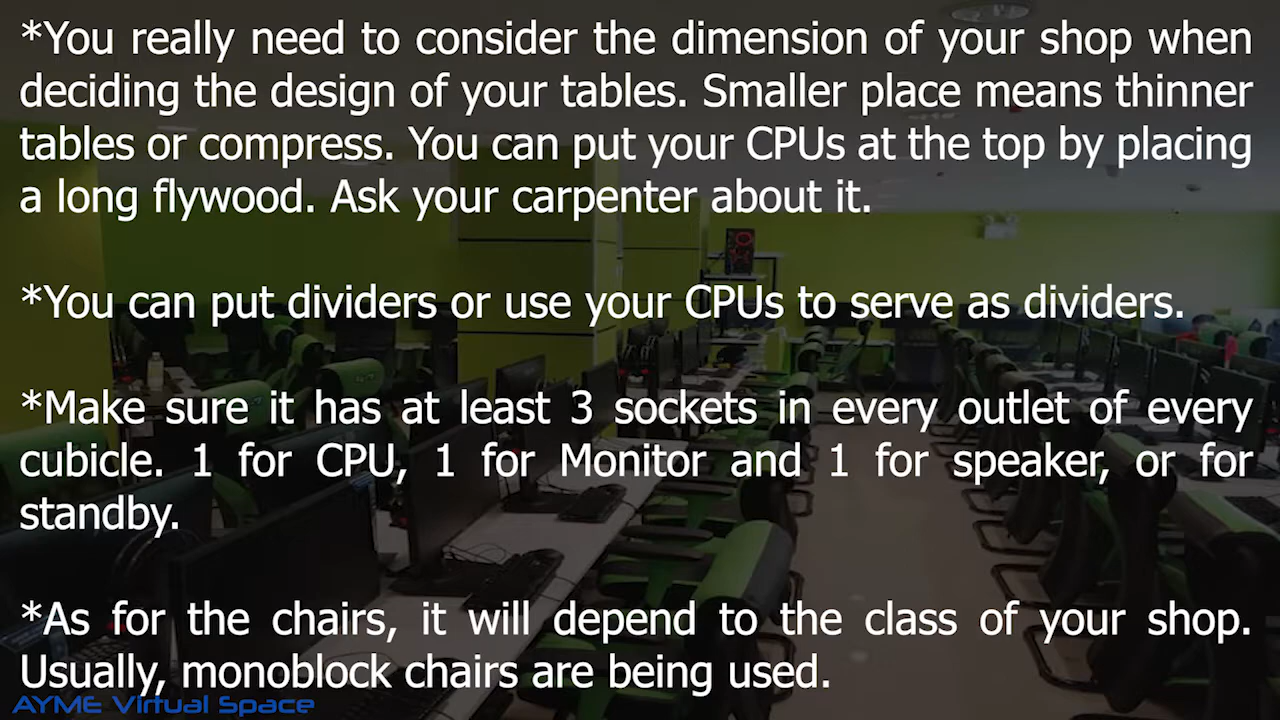 *You really need to consider the dimension of your shop when
deciding the design of your tables. Smaller place means thinner
tables or compress. You can put your CPUs at the top by placing
a long flywood. Ask your carpenter about it.
*You can put dividers or use your CPUs to serve as dividers.
*Make sure it has at least 3 sockets in every outlet of every
cubicle. 1 for CPU, 1 for Monitor and 1 for speaker, or for
standby.
*As for the chairs, it will depend to the class of your shop.
Usually, monoblock chairs are being used.
AYME Virtual Space